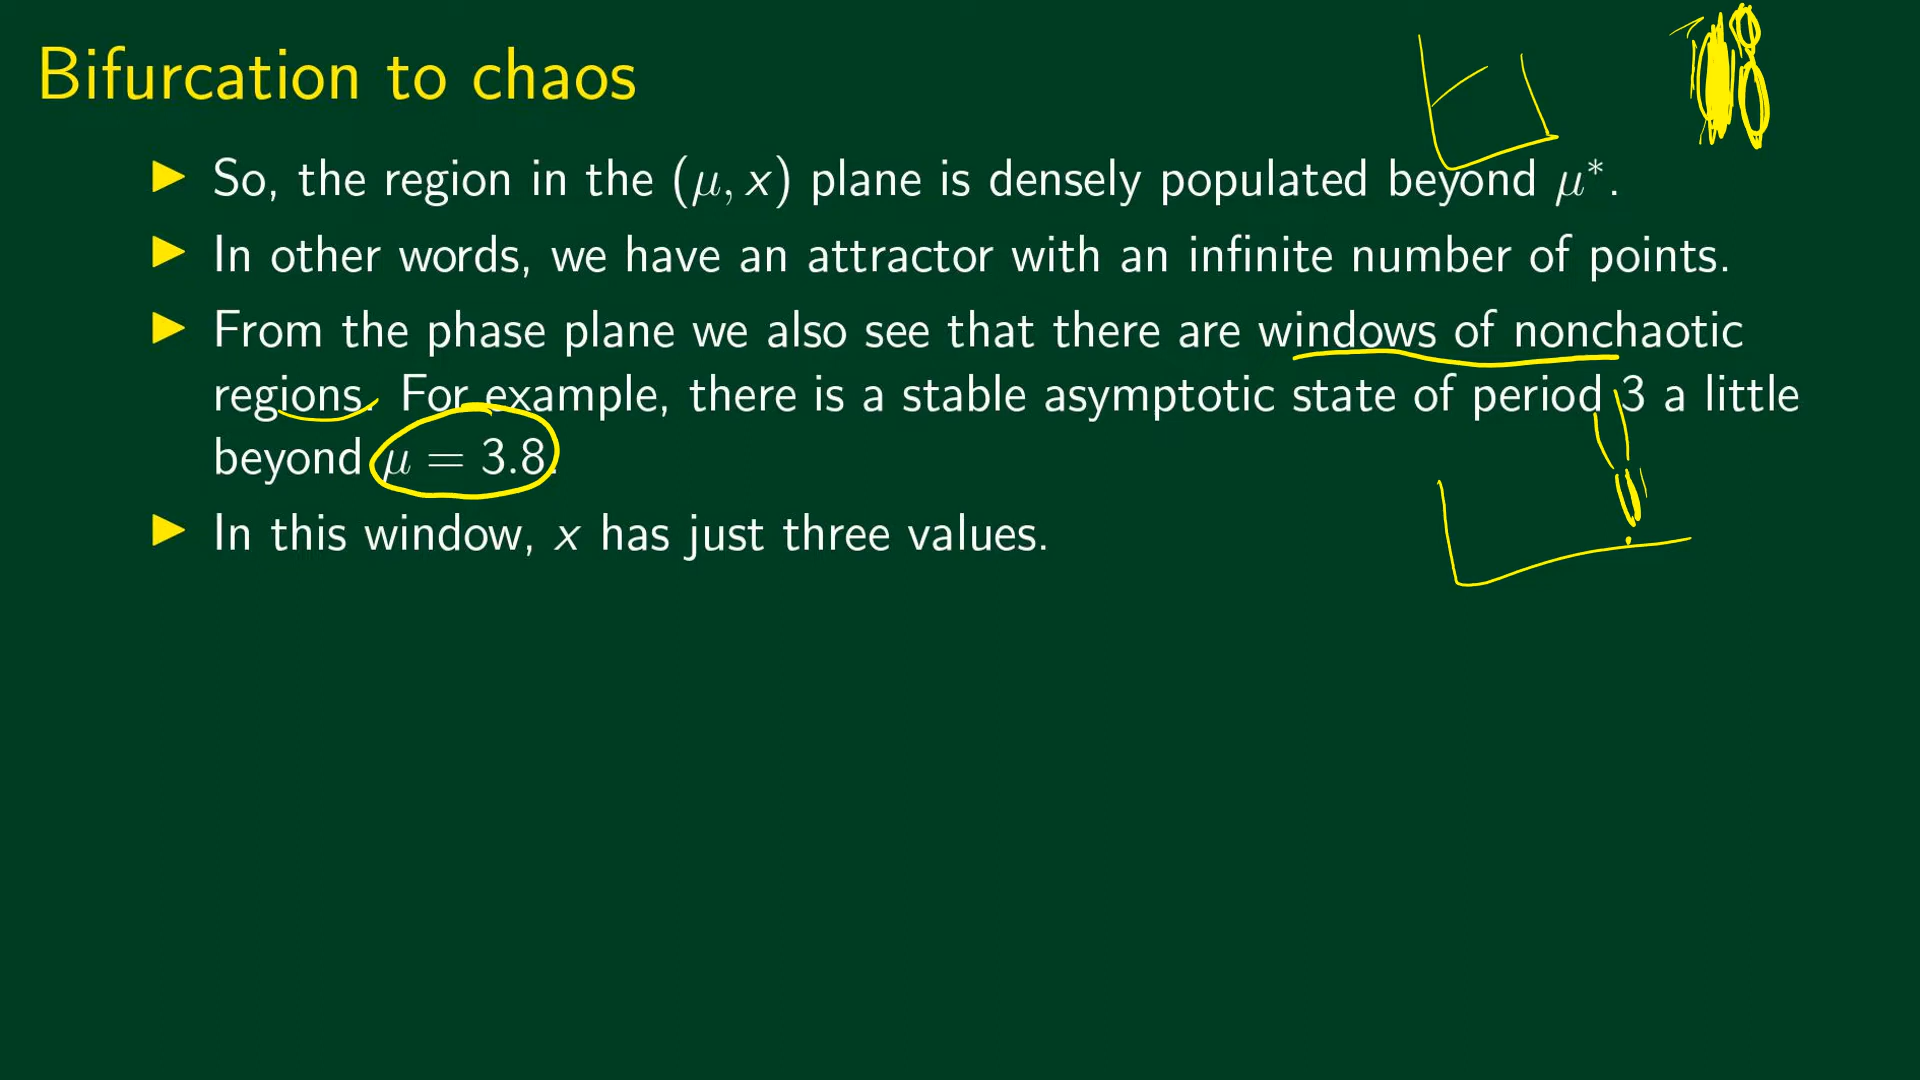 Bifurcation to chaos
▶ So, the region in the (μ, x) plane is densely populated beyond μ*.
▶ In other words, we have an attractor with an infinite number of points.
▶ From the phase plane we also see that there are windows of nonchaotic
regions. For example, there is a stable asymptotic state of period 3 a little
beyond μ = 3.8.
▶ In this window, x has just three values.